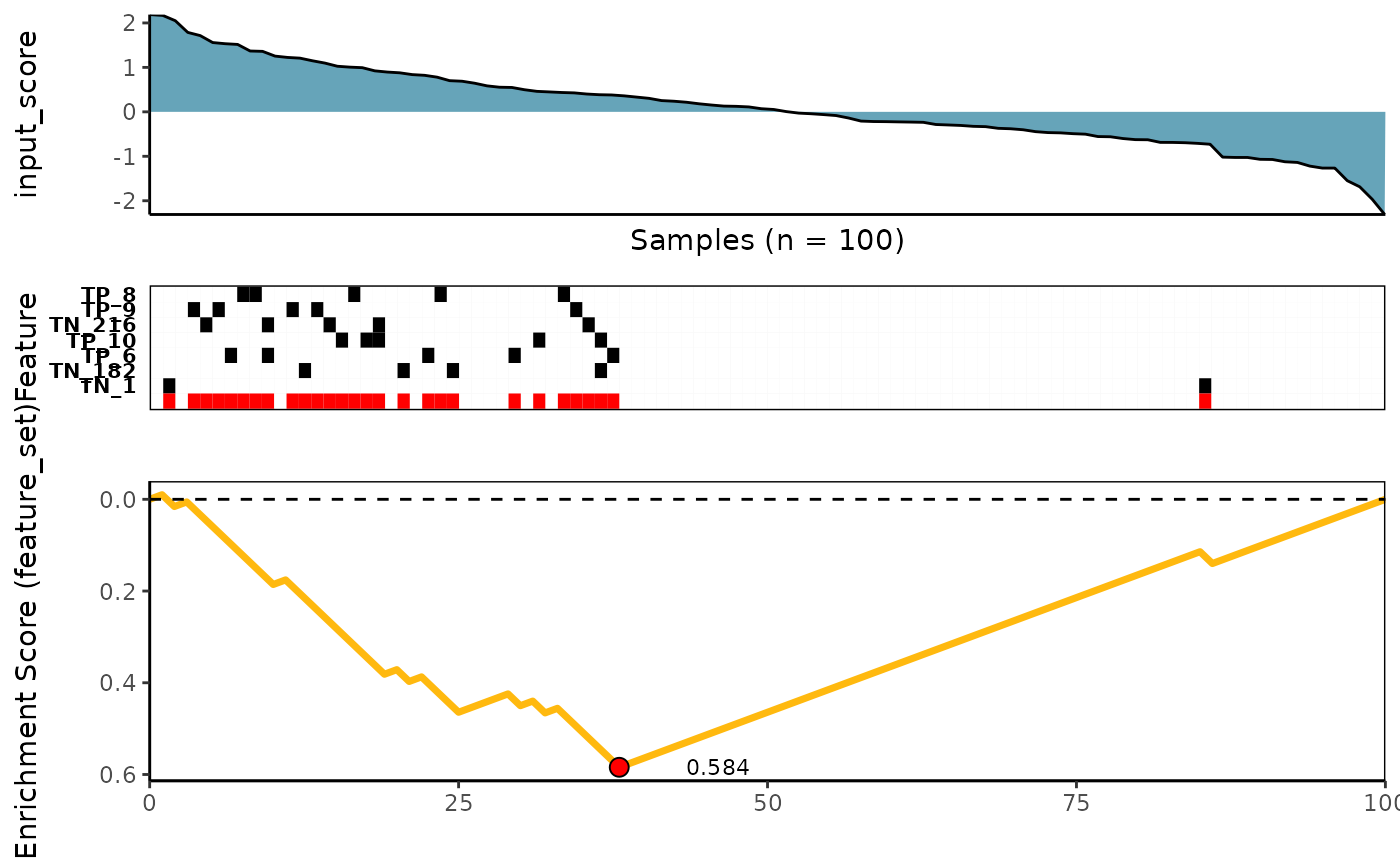 input_score
2
1
0
-1
-2
Samples (n = 100)
Feature
TP_8
TP_9
TN_216
TP_10
TP_6
TN_182
TN_1
Enrichment Score (feature_set)
0.0
0.2
0.4
0.6
0.584
0
25
50
75
100